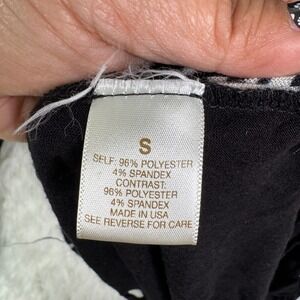 S
SELF: 96% POLYESTER
4% SPANDEX
CONTRAST:
96% POLYESTER
4% SPANDEX
MADE IN USA
SEE REVERSE FOR CARE